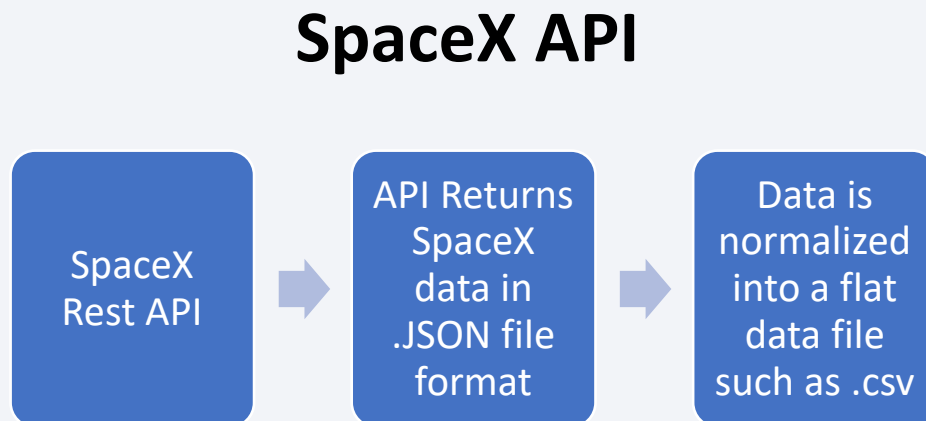 SpaceX API
SpaceX
Rest API
API Returns
SpaceX
data in
.JSON file
format
Data is
normalized
into a flat
data file
such as .csv